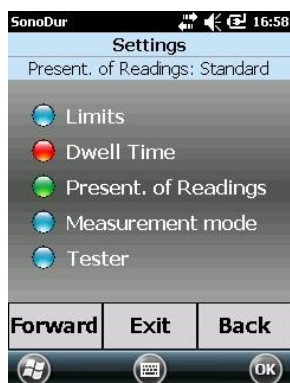 SonoDur 16:58
Settings
Present. of Readings: Standard
Limits
Dwell Time
Present. of Readings
Measurement mode
Tester
Forward Exit Back
OK